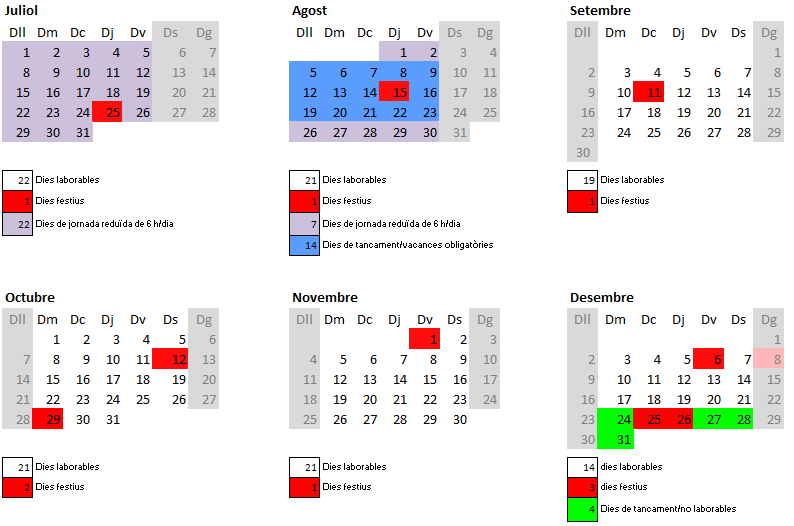 Juliol Agost Setembre
Dll Dm Dc Dj Dv Ds Dg Dll Dm Dc Dj Dv Ds Dg Dll Dm Dc Dj Dv Ds Dg
1 2 3 4 5 6 7 1 2 3 4 1
8 9 10 11 12 13 14 5 6 7 8 9 10 11 2 3 4 5 6 7 8
15 16 17 18 19 20 21 12 13 14 15 16 17 18 9 10 11 12 13 14 15
22 23 24 25 26 27 28 19 20 21 22 23 24 25 16 17 18 19 20 21 22
29 30 31 26 27 28 29 30 31 23 24 25 26 27 28 29
30
22 Dies laborables 21 Dies laborables 19 Dies laborables
1 Dies festius 1 Dies festius 1 Dies festius
22 Dies de jornada reduïda de 6 h/dia 7 Dies de jornada reduïda de 6 h/dia
14 Dies de tancament/vacances obligatòries
Octubre Novembre Desembre
Dll Dm Dc Dj Dv Ds Dg Dll Dm Dc Dj Dv Ds Dg Dll Dm Dc Dj Dv Ds Dg
1 2 3 4 5 6 1 2 3 1
7 8 9 10 11 12 13 4 5 6 7 8 9 10 2 3 4 5 6 7 8
14 15 16 17 18 19 20 11 12 13 14 15 16 17 9 10 11 12 13 14 15
21 22 23 24 25 26 27 18 19 20 21 22 23 24 16 17 18 19 20 21 22
28 29 30 31 25 26 27 28 29 30 23 24 25 26 27 28 29
30 31
21 Dies laborables 21 Dies laborables 14 dies laborables
2 Dies festius 1 Dies festius 3 dies festius
4 Dies de tancament/no laborables